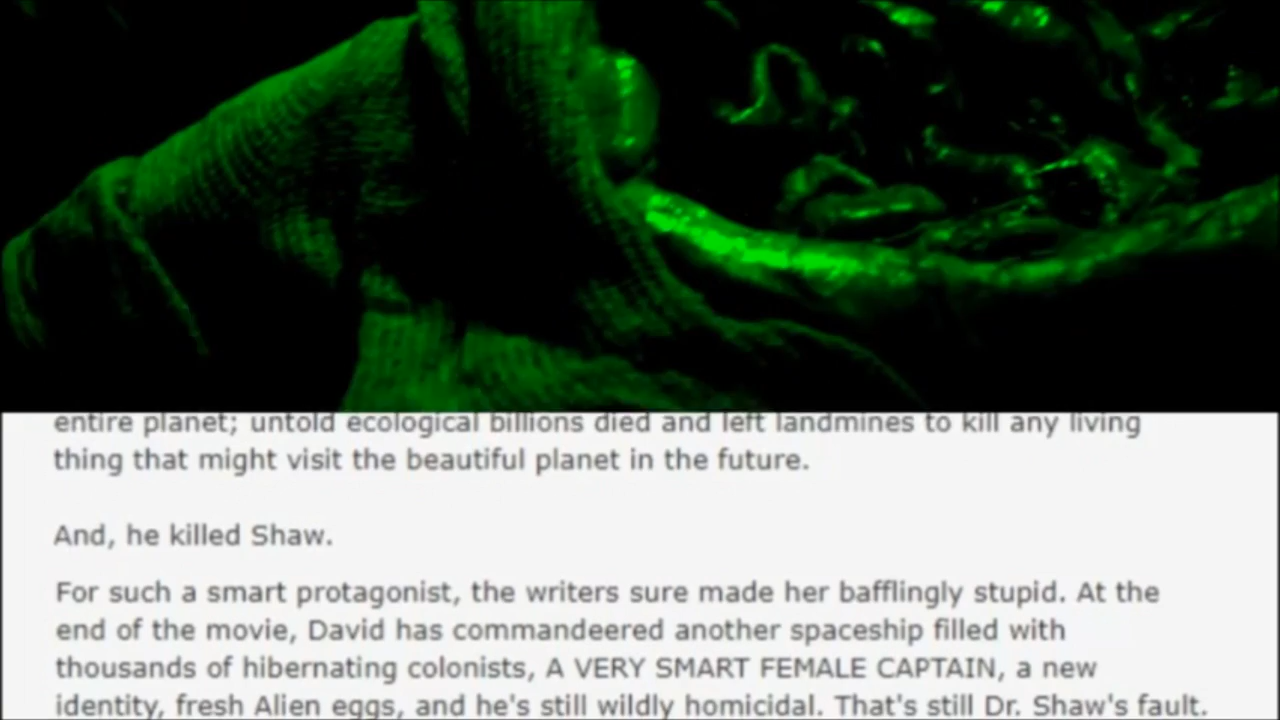 entire planet; untold ecological billions died and left landmines to kill any living
thing that might visit the beautiful planet in the future.
And, he killed Shaw.
For such a smart protagonist, the writers sure made her bafflingly stupid. At the
end of the movie, David has commandeered another spaceship filled with
thousands of hibernating colonists, A VERY SMART FEMALE CAPTAIN, a new
identity, fresh Alien eggs, and he's still wildly homicidal. That's still Dr. Shaw's fault.